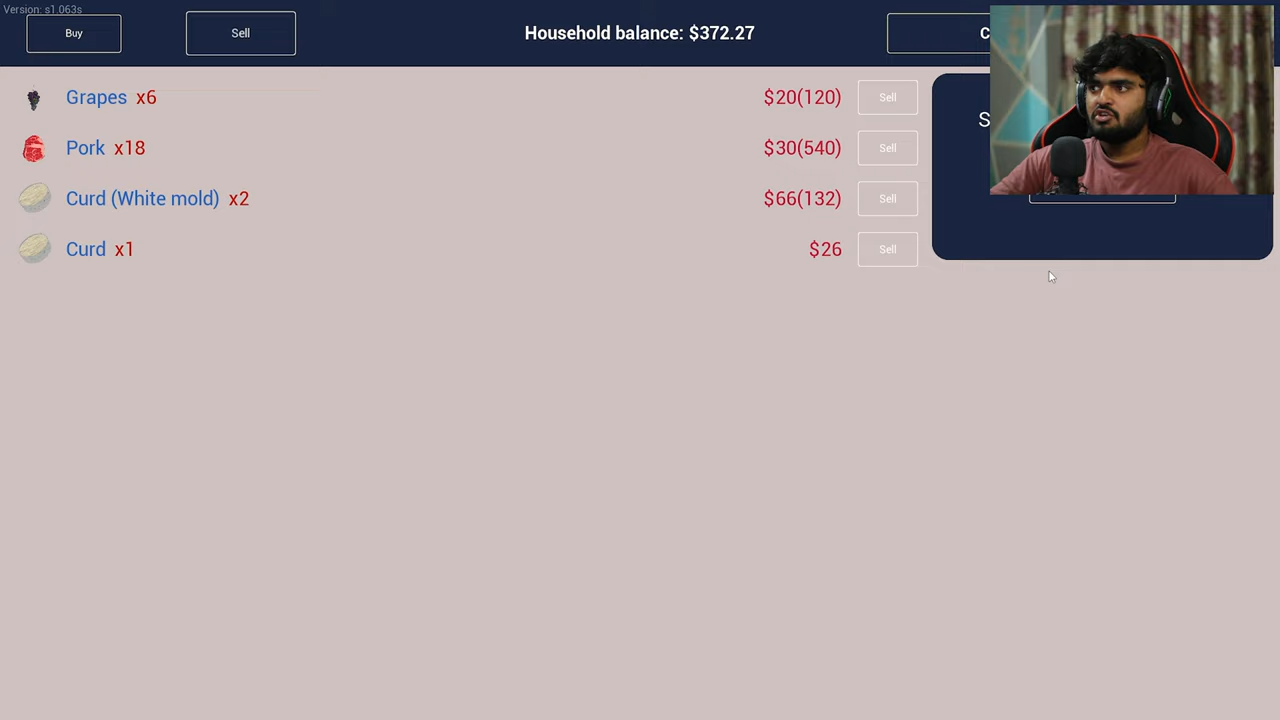 Version: s1.063s
Buy
Sell
Household balance: $372.27
Grapes x6
$20(120)
Sell
Pork x18
$30(540)
Sell
Curd (White mold) x2
$66(132)
Sell
Curd x1
$26
Sell